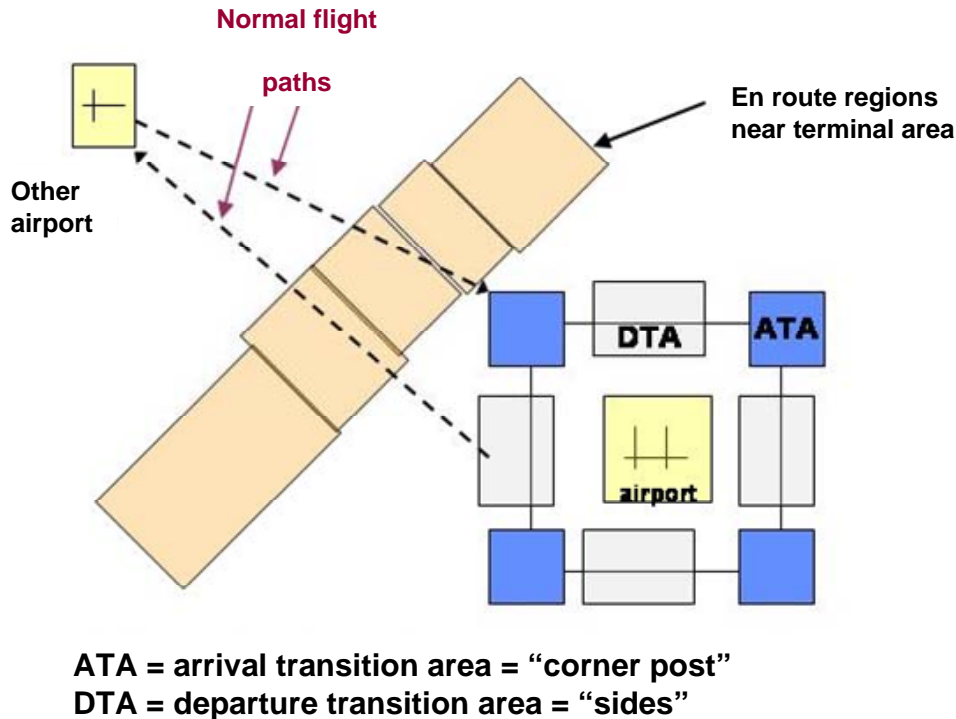 Normal flight
paths
En route regions
near terminal area
Other
airport
DTA
ATA
airport
ATA = arrival transition area = “corner post”
DTA = departure transition area = “sides”